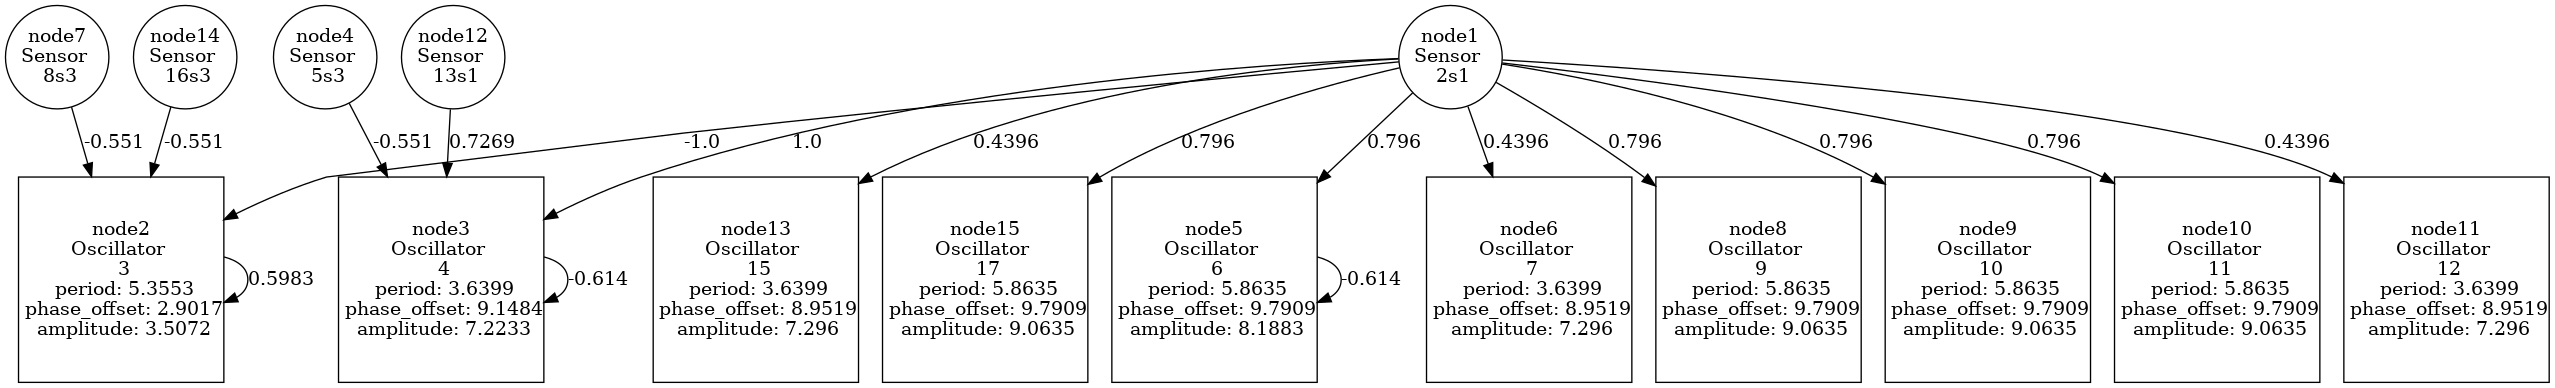 node7
Sensor
8s3
node14
Sensor
16s3
node4
Sensor
5s3
node12
Sensor
13s1
node1
Sensor
2s1
-0.551
-0.551
-0.551
0.7269
-1.0
1.0
0.4396
0.796
0.796
0.4396
0.796
0.796
0.796
0.4396
node2
Oscillator
3
period: 5.3553
phase_offset: 2.9017
amplitude: 3.5072
0.5983
node3
Oscillator
4
period: 3.6399
phase_offset: 9.1484
amplitude: 7.2233
-0.614
node13
Oscillator
15
period: 3.6399
phase_offset: 8.9519
amplitude: 7.296
node15
Oscillator
17
period: 5.8635
phase_offset: 9.7909
amplitude: 9.0635
node5
Oscillator
6
period: 5.8635
phase_offset: 9.7909
amplitude: 8.1883
-0.614
node6
Oscillator
7
period: 3.6399
phase_offset: 8.9519
amplitude: 7.296
node8
Oscillator
9
period: 5.8635
phase_offset: 9.7909
amplitude: 9.0635
node9
Oscillator
10
period: 5.8635
phase_offset: 9.7909
amplitude: 9.0635
node10
Oscillator
11
period: 5.8635
phase_offset: 9.7909
amplitude: 9.0635
node11
Oscillator
12
period: 3.6399
phase_offset: 8.9519
amplitude: 7.296